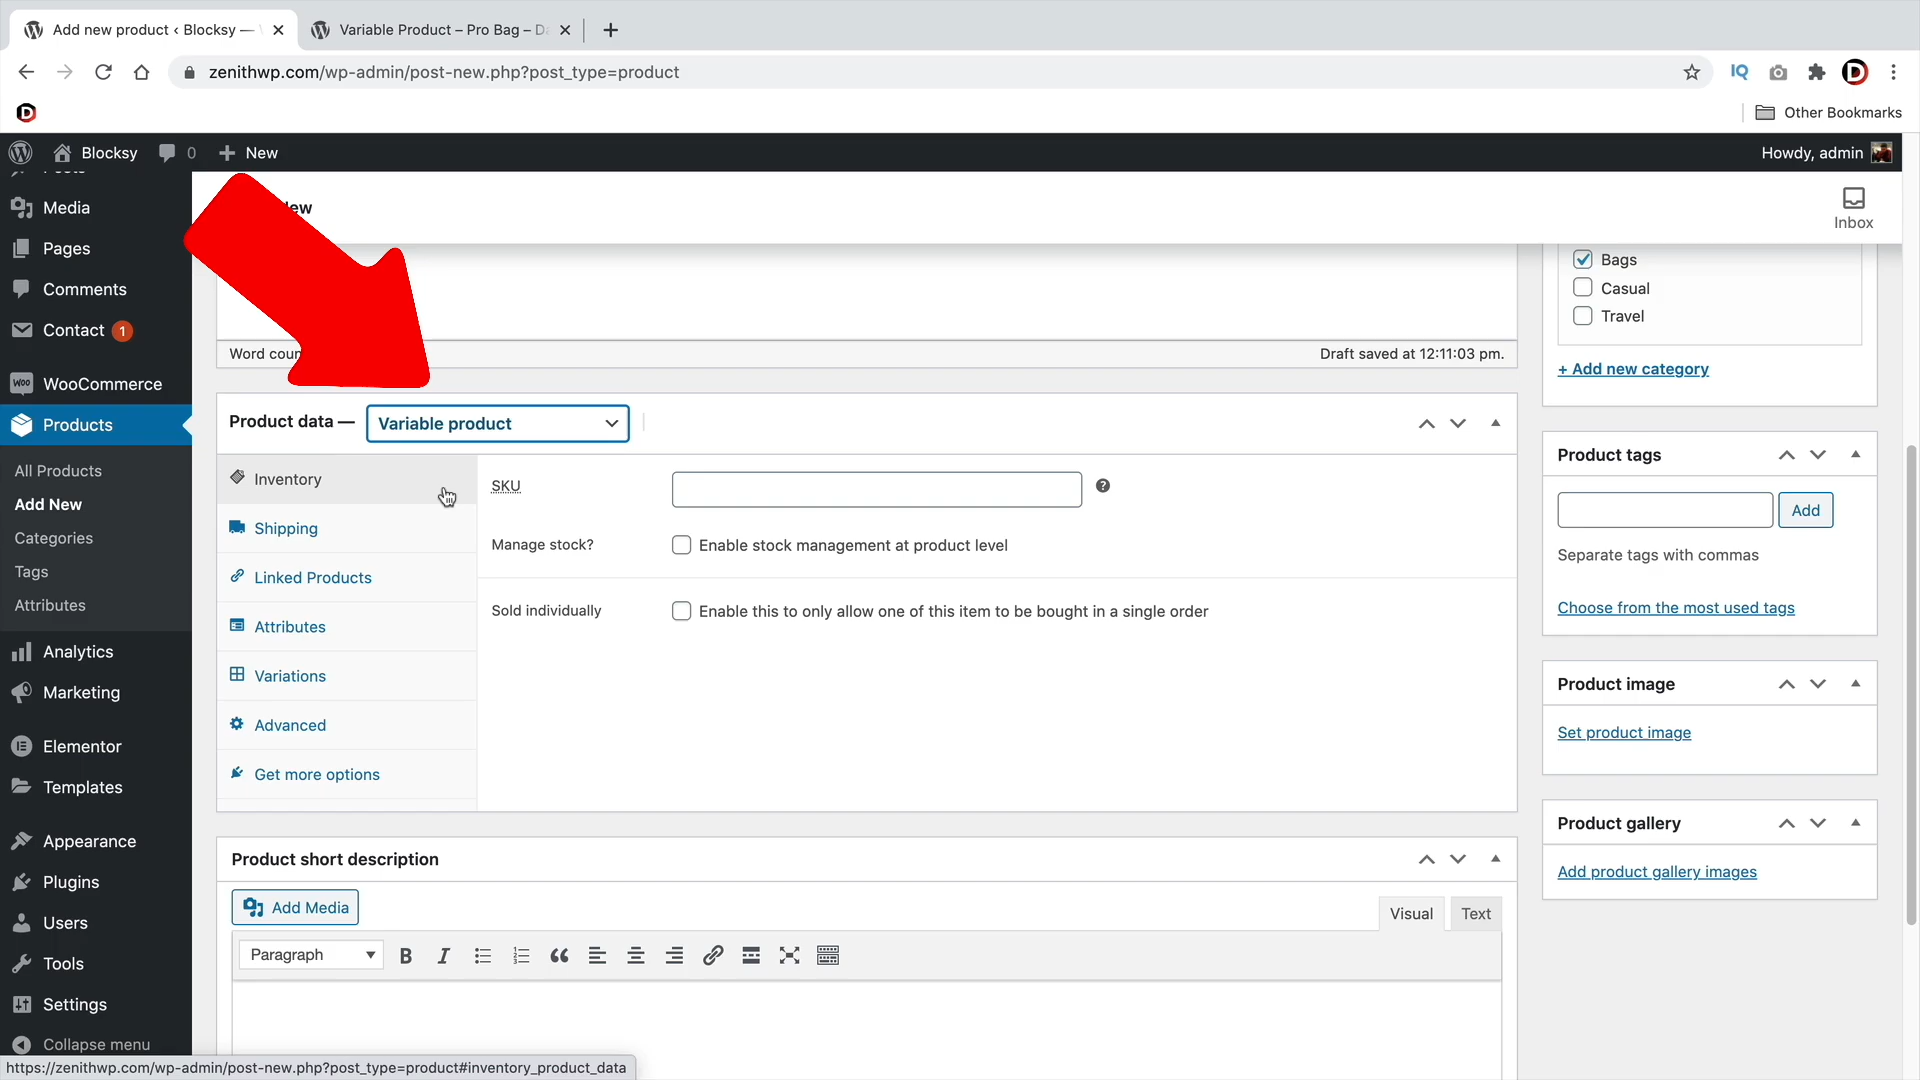 Add new product ‹ Blocksy —
Variable Product – Pro Bag – D
zenithwp.com/wp-admin/post-new.php?post_type=product
IQ
Other Bookmarks
Blocksy
0
New
Howdy, admin
Posts
Media
Pages
Comments
Contact 1
WooCommerce
Products
All Products
Add New
Categories
Tags
Attributes
Analytics
Marketing
Elementor
Templates
Appearance
Plugins
Users
Tools
Settings
Collapse menu
Inbox
Draft saved at 12:11:03 pm.
Product data —
Variable product
Inventory
Shipping
Linked Products
Attributes
Variations
Advanced
Get more options
SKU
Manage stock?
Enable stock management at product level
Sold individually
Enable this to only allow one of this item to be bought in a single order
Product short description
Add Media
Visual
Text
Paragraph
Bags
Casual
Travel
+ Add new category
Product tags
Add
Separate tags with commas
Choose from the most used tags
Product image
Set product image
Product gallery
Add product gallery images
https://zenithwp.com/wp-admin/post-new.php?post_type=product#inventory_product_data